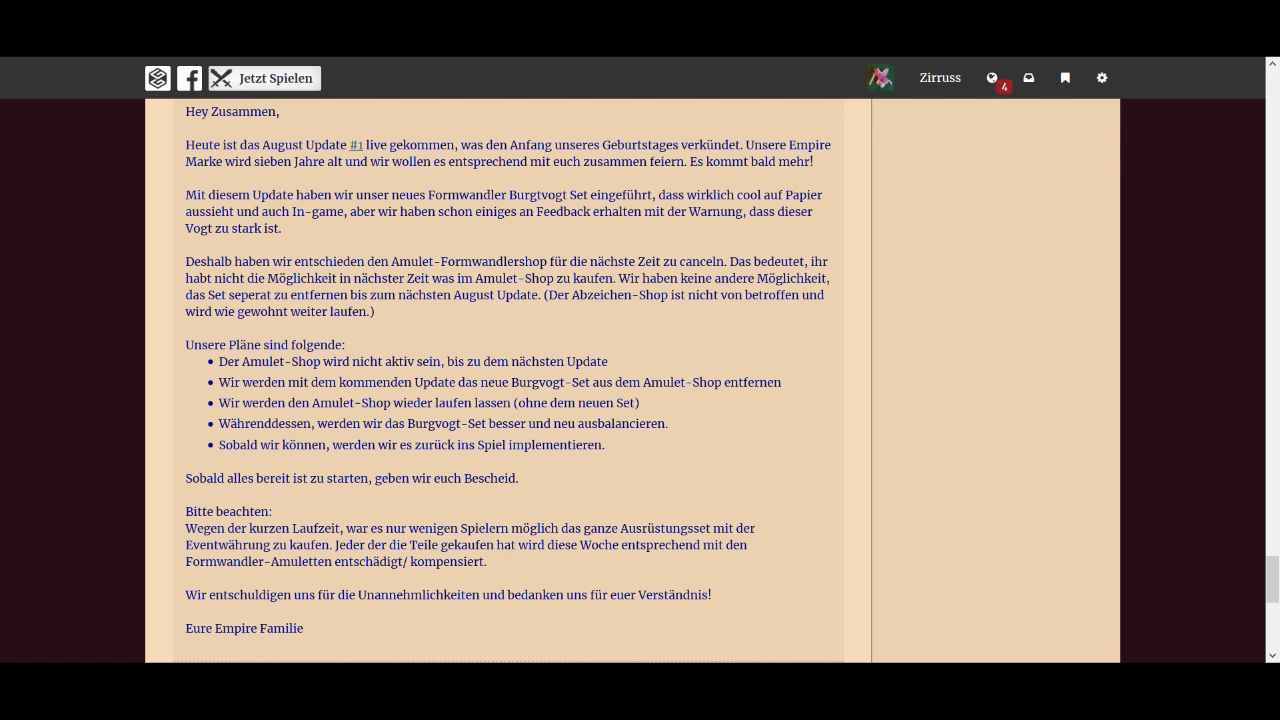 Jetzt Spielen
Zirruss
4
Hey Zusammen,
Heute ist das August Update #1 live gekommen, was den Anfang unseres Geburtstages verkündet. Unsere Empire
Marke wird sieben Jahre alt und wir wollen es entsprechend mit euch zusammen feiern. Es kommt bald mehr!
Mit diesem Update haben wir unser neues Formwandler Burgtvogt Set eingeführt, dass wirklich cool auf Papier
aussieht und auch In-game, aber wir haben schon einiges an Feedback erhalten mit der Warnung, dass dieser
Vogt zu stark ist.
Deshalb haben wir entschieden den Amulet-Formwandlershop für die nächste Zeit zu canceln. Das bedeutet, ihr
habt nicht die Möglichkeit in nächster Zeit was im Amulet-Shop zu kaufen. Wir haben keine andere Möglichkeit,
das Set seperat zu entfernen bis zum nächsten August Update. (Der Abzeichen-Shop ist nicht von betroffen und
wird wie gewohnt weiter laufen.)
Unsere Pläne sind folgende:
• Der Amulet-Shop wird nicht aktiv sein, bis zu dem nächsten Update
• Wir werden mit dem kommenden Update das neue Burgvogt-Set aus dem Amulet-Shop entfernen
• Wir werden den Amulet-Shop wieder laufen lassen (ohne dem neuen Set)
• Währenddessen, werden wir das Burgvogt-Set besser und neu ausbalancieren.
• Sobald wir können, werden wir es zurück ins Spiel implementieren.
Sobald alles bereit ist zu starten, geben wir euch Bescheid.
Bitte beachten:
Wegen der kurzen Laufzeit, war es nur wenigen Spielern möglich das ganze Ausrüstungsset mit der
Eventwährung zu kaufen. Jeder der die Teile gekaufen hat wird diese Woche entsprechend mit den
Formwandler-Amuletten entschädigt/ kompensiert.
Wir entschuldigen uns für die Unannehmlichkeiten und bedanken uns für euer Verständnis!
Eure Empire Familie